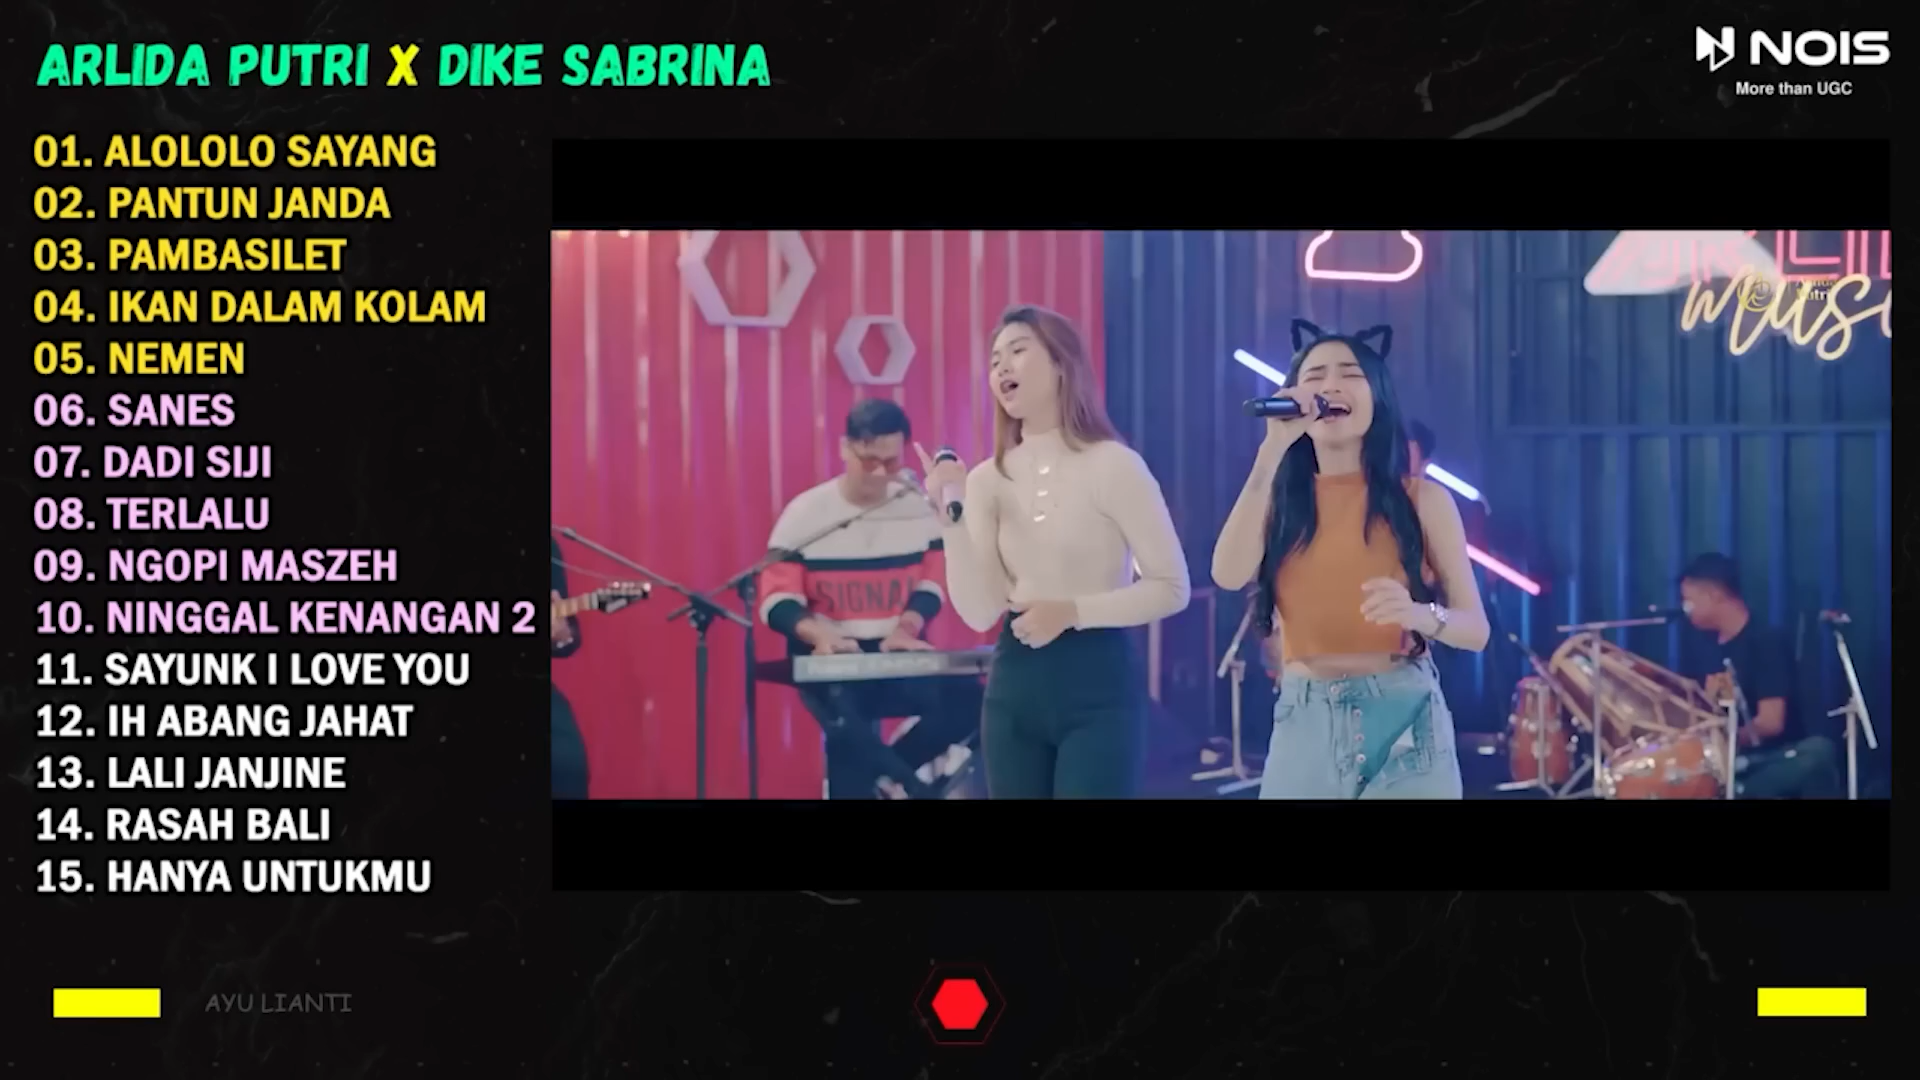 ARLIDA PUTRI X DIKE SABRINA
NOIS
More than UGC
01. ALOLOLO SAYANG
02. PANTUN JANDA
03. PAMBASILET
04. IKAN DALAM KOLAM
05. NEMEN
06. SANES
07. DADI SIJI
08. TERLALU
09. NGOPI MASZEH
10. NINGGAL KENANGAN 2
11. SAYUNK I LOVE YOU
12. IH ABANG JAHAT
13. LALI JANJINE
14. RASAH BALI
15. HANYA UNTUKMU
SIGNAL
AYU LIANTI